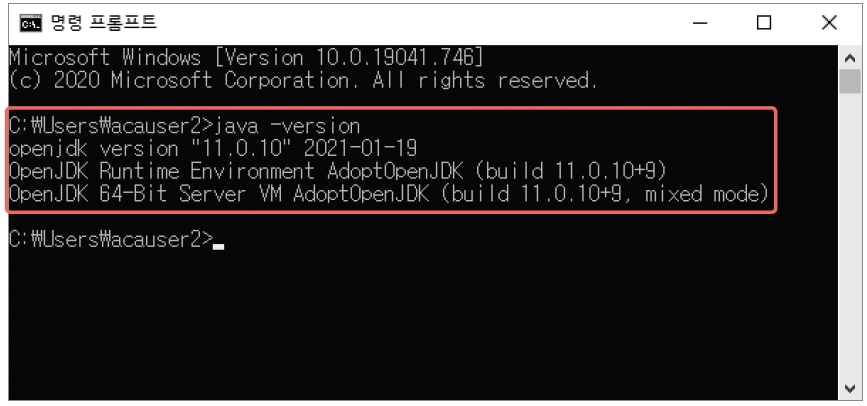 명령 프롬프트
Microsoft Windows [Version 10.0.19041.746]
(c) 2020 Microsoft Corporation. All rights reserved.
C:₩Users₩acauser2>java -version
openjdk version "11.0.10" 2021-01-19
OpenJDK Runtime Environment AdoptOpenJDK (build 11.0.10+9)
OpenJDK 64-Bit Server VM AdoptOpenJDK (build 11.0.10+9, mixed mode)
C:₩Users₩acauser2>